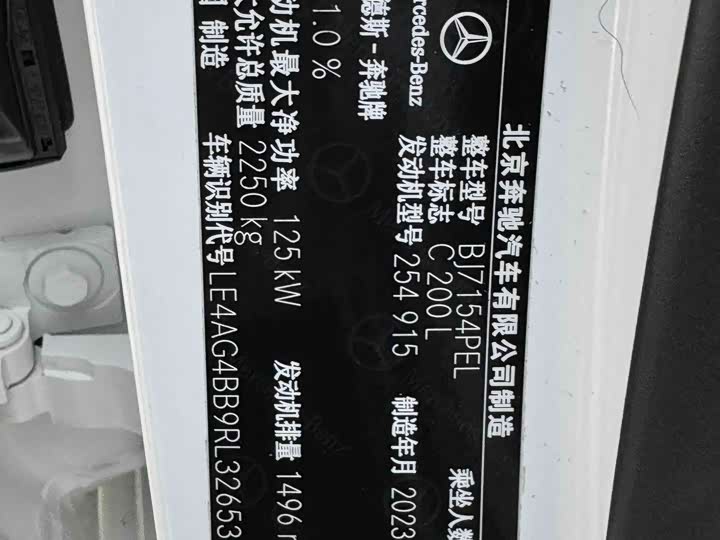 北京奔驰汽车有限公司制造
Mercedes-Benz
德斯-奔驰牌
整车型号 BJ7154PEL
整车标志 C 200 L 乘坐人数
发动机型号 254 915 制造年月 2023
1.0 %
动机最大净功率 125 kW 发动机排量 1496
大允许总质量 2250 kg
制造 车辆识别代号 LE4AG4BB9RL32653